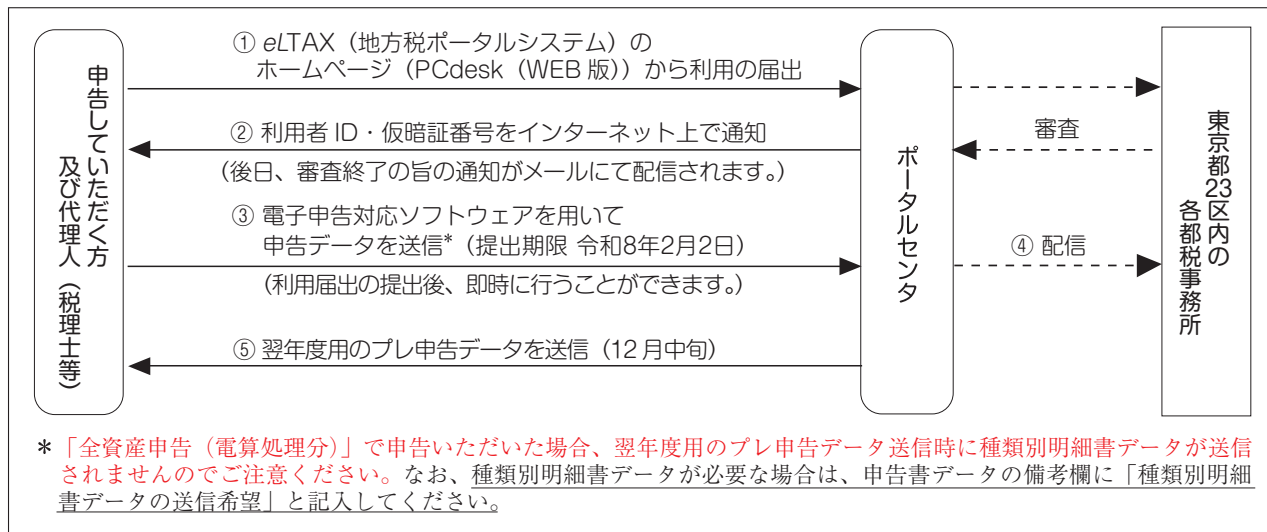 ① eLTAX（地方税ポータルシステム）の
ホームページ（PCdesk（WEB 版））から利用の届出
② 利用者 ID・仮暗証番号をインターネット上で通知
（後日、審査終了の旨の通知がメールにて配信されます。）
③ 電子申告対応ソフトウェアを用いて
申告データを送信*（提出期限 令和8年2月2日）
（利用届出の提出後、即時に行うことができます。）
⑤ 翌年度用のプレ申告データを送信（12 月中旬）
申告していただく方
及び代理人（税理士等）
ポータルセンタ
審査
④ 配信
東京都23区内の
各都税事務所
* 「全資産申告（電算処理分）」で申告いただいた場合、翌年度用のプレ申告データ送信時に種類別明細書データが送信
されませんのでご注意ください。なお、種類別明細書データが必要な場合は、申告書データの備考欄に「種類別明細
書データの送信希望」と記入してください。